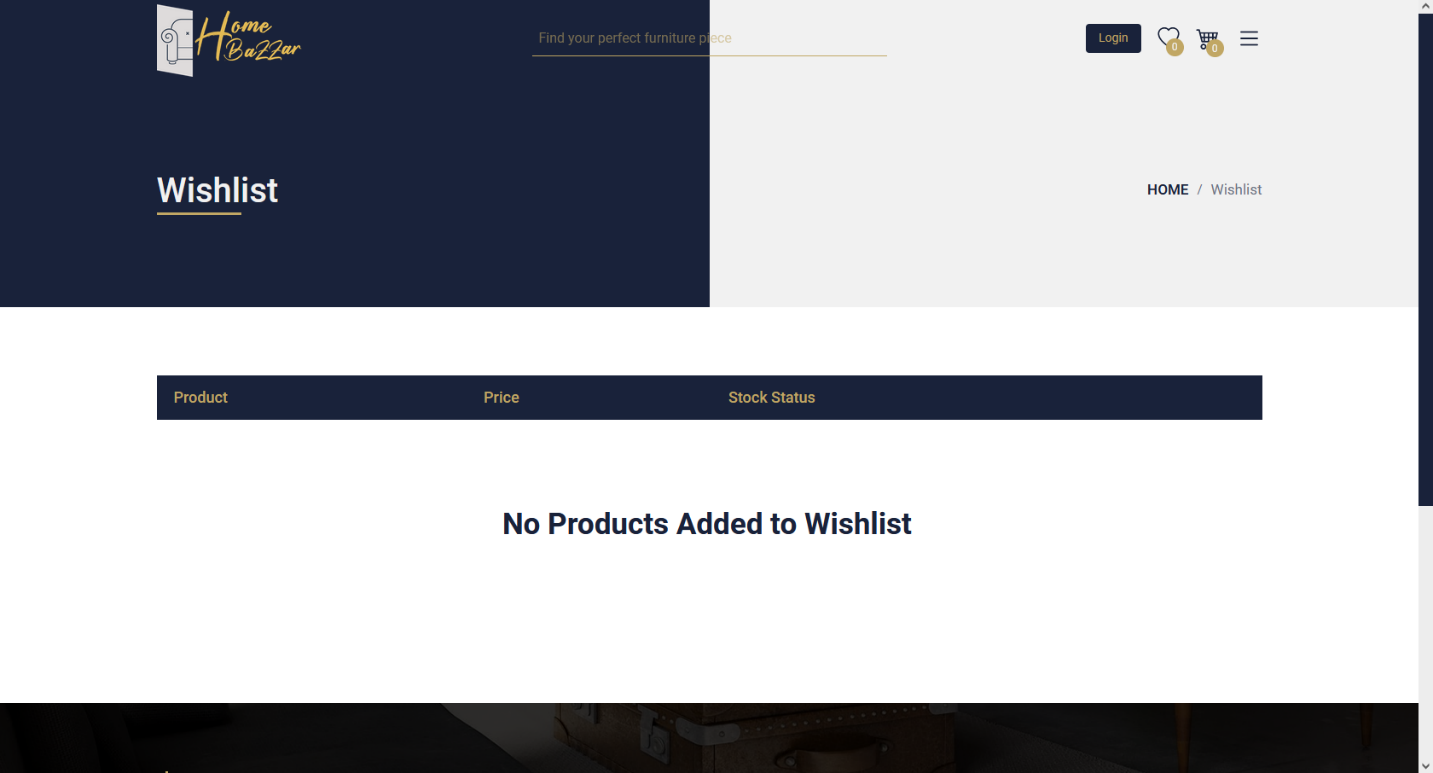 Home
BaZZar
Find your perfect furniture piece
Login
0
0
Wishlist
HOME / Wishlist
Product Price Stock Status
No Products Added to Wishlist